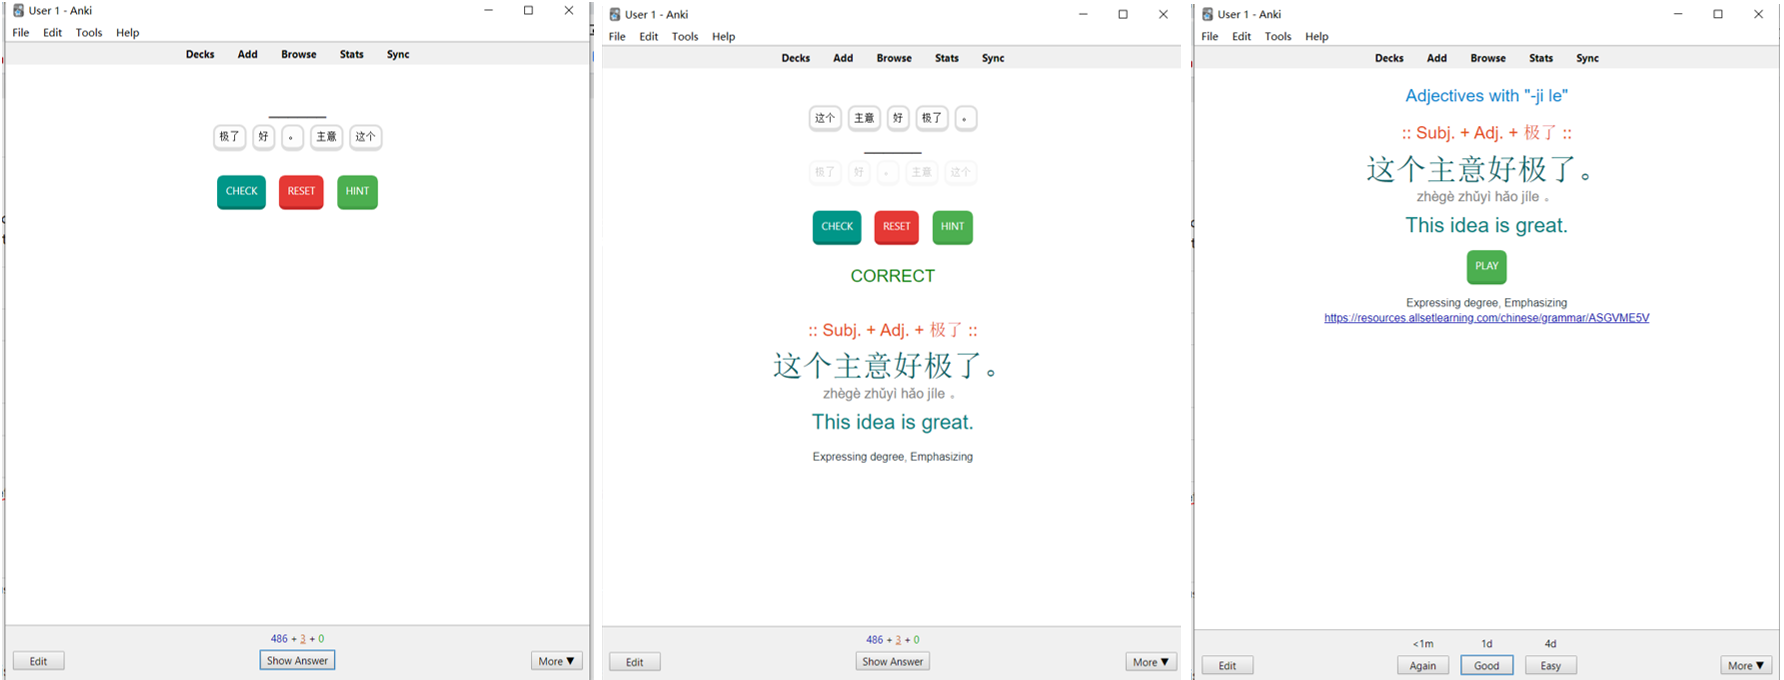 User 1 - Anki
File Edit Tools Help
Decks Add Browse Stats Sync
极了 好 。 主意 这个
CHECK RESET HINT
486 + 3 + 0
Edit Show Answer More ▼
User 1 - Anki
File Edit Tools Help
Decks Add Browse Stats Sync
这个 主意 好 极了 。
极了 好 。 主意 这个
CHECK RESET HINT
CORRECT
:: Subj. + Adj. + 极了 ::
这个主意好极了。
zhègè zhǔyì hǎo jíle 。
This idea is great.
Expressing degree, Emphasizing
486 + 3 + 0
Edit Show Answer More ▼
User 1 - Anki
File Edit Tools Help
Decks Add Browse Stats Sync
Adjectives with "-ji le"
:: Subj. + Adj. + 极了 ::
这个主意好极了。
zhègè zhǔyì hǎo jíle 。
This idea is great.
PLAY
Expressing degree, Emphasizing
https://resources.allsetlearning.com/chinese/grammar/ASGVME5V
<1m 1d 4d
Edit Again Good Easy More ▼